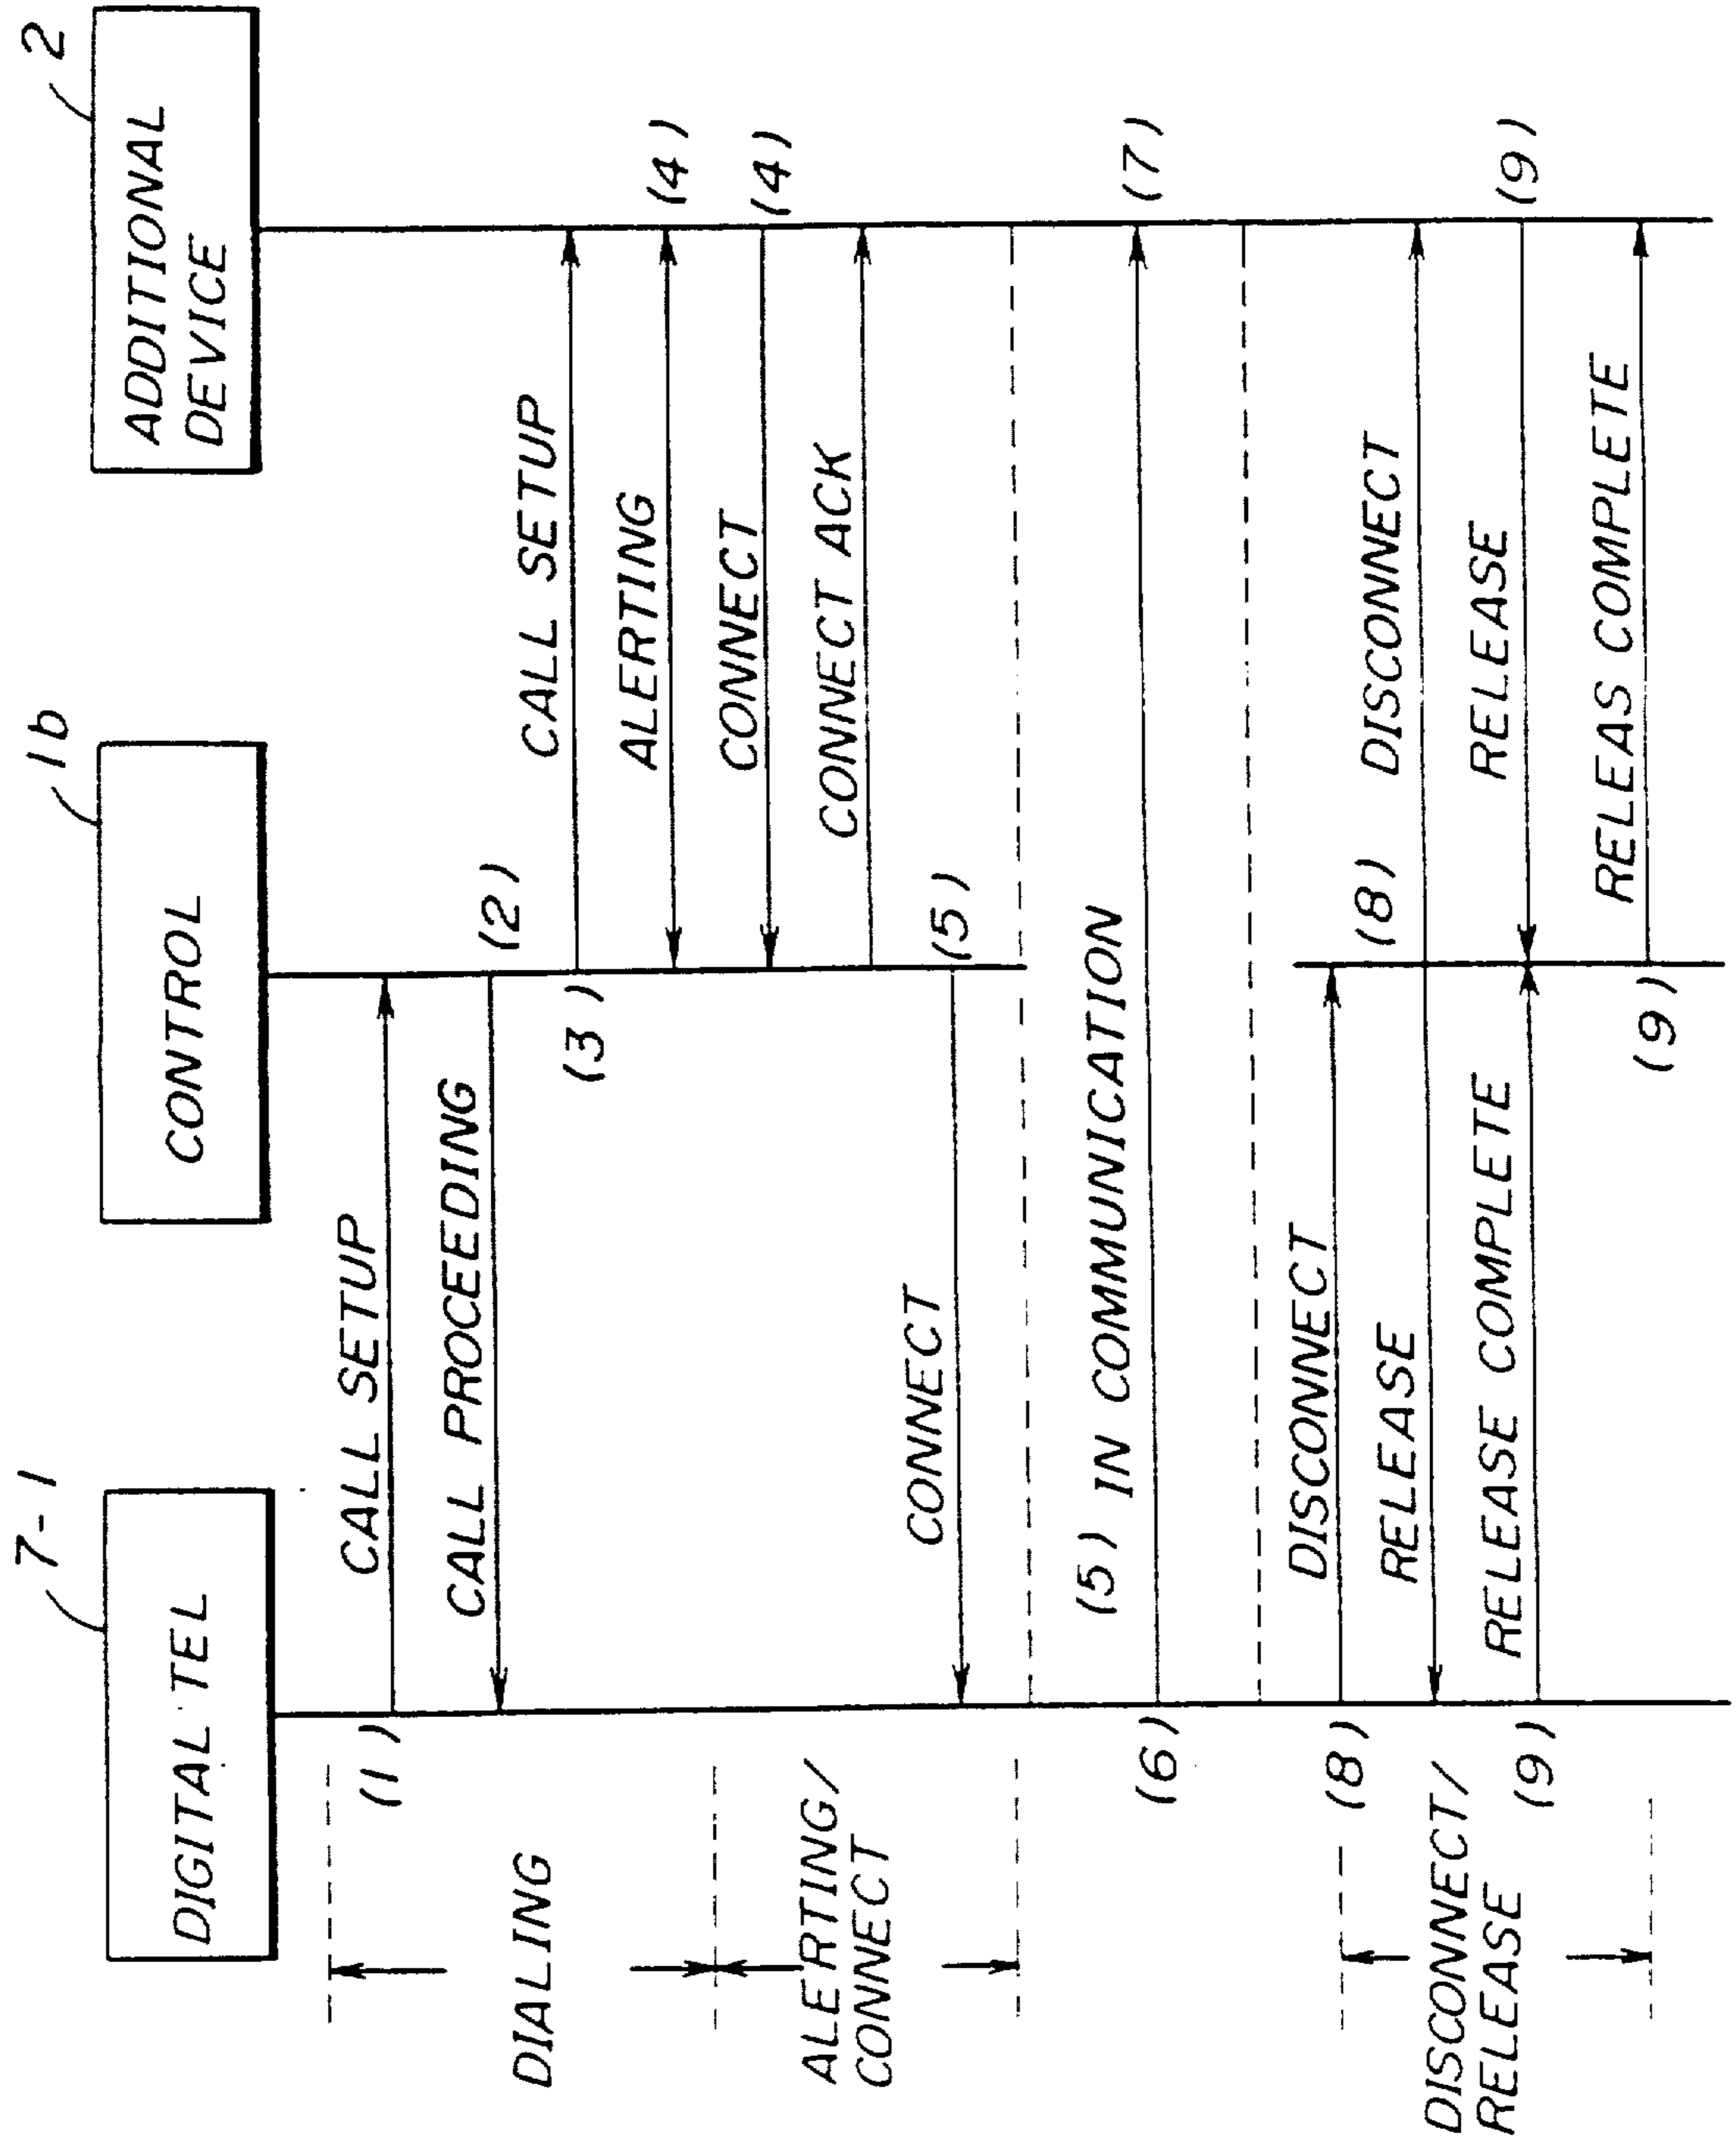 DIGITAL TEL
7-1
CONTROL
1b
ADDITIONAL
DEVICE
2
DIALING
(1)
CALL SETUP
CALL PROCEEDING
(2)
(3)
CALL SETUP
ALERTING/
CONNECT
ALERTING
(4)
CONNECT
(4)
CONNECT ACK
CONNECT
(5)
(5) IN COMMUNICATION
(6)
(7)
DISCONNECT/
RELEASE
(8)
DISCONNECT
RELEASE
(8)
DISCONNECT
(9)
RELEASE COMPLETE
RELEASE
(9)
(9)
RELEAS COMPLETE